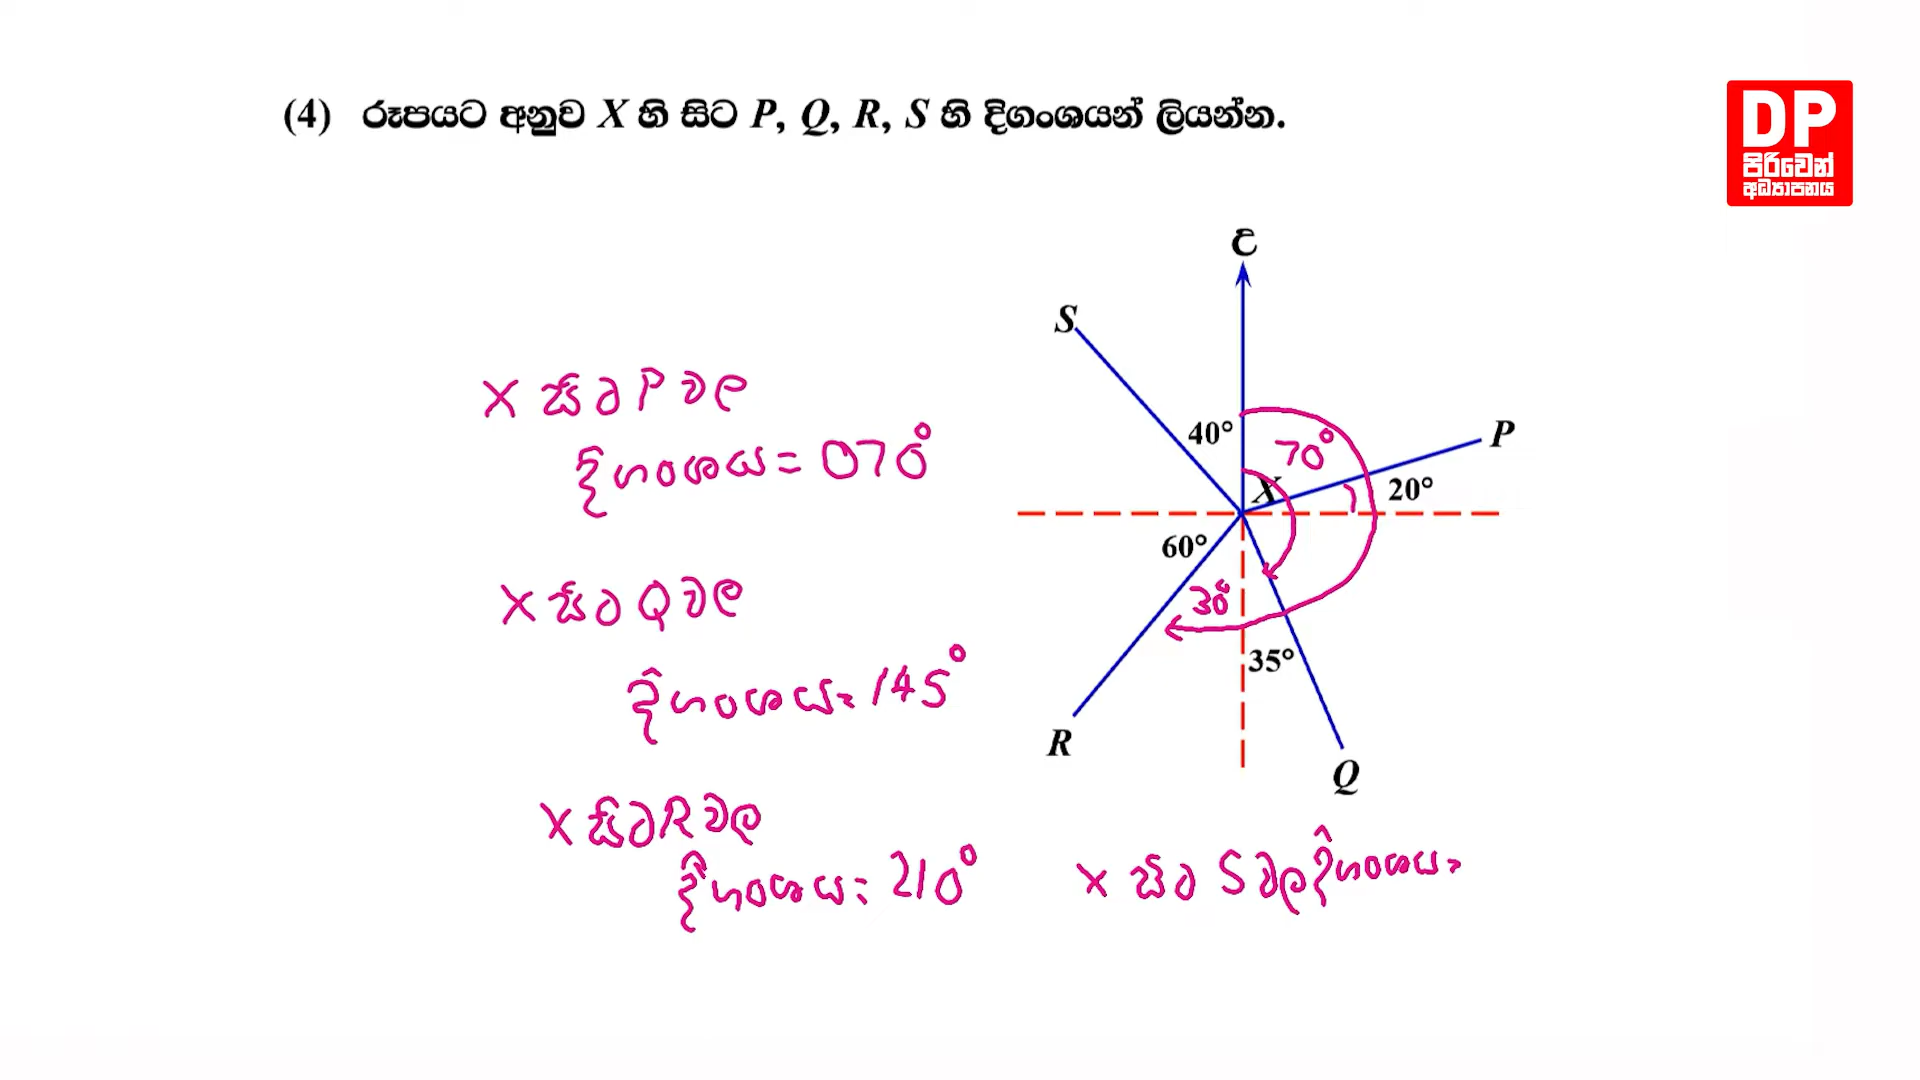 (4) රූපයට අනුව X හි සිට P, Q, R, S හි දිගංශයන් ලියන්න.
DP
පිරිවෙන්
අධ්‍යාපනය
උ
S
40°
70°
P
X
20°
60°
30°
35°
R
Q
X සිට P වල
දිගංශය = 070°
X සිට Q වල
දිගංශය = 145°
X සිට R වල
දිගංශය = 210°
X සිට S වල දිගංශය =